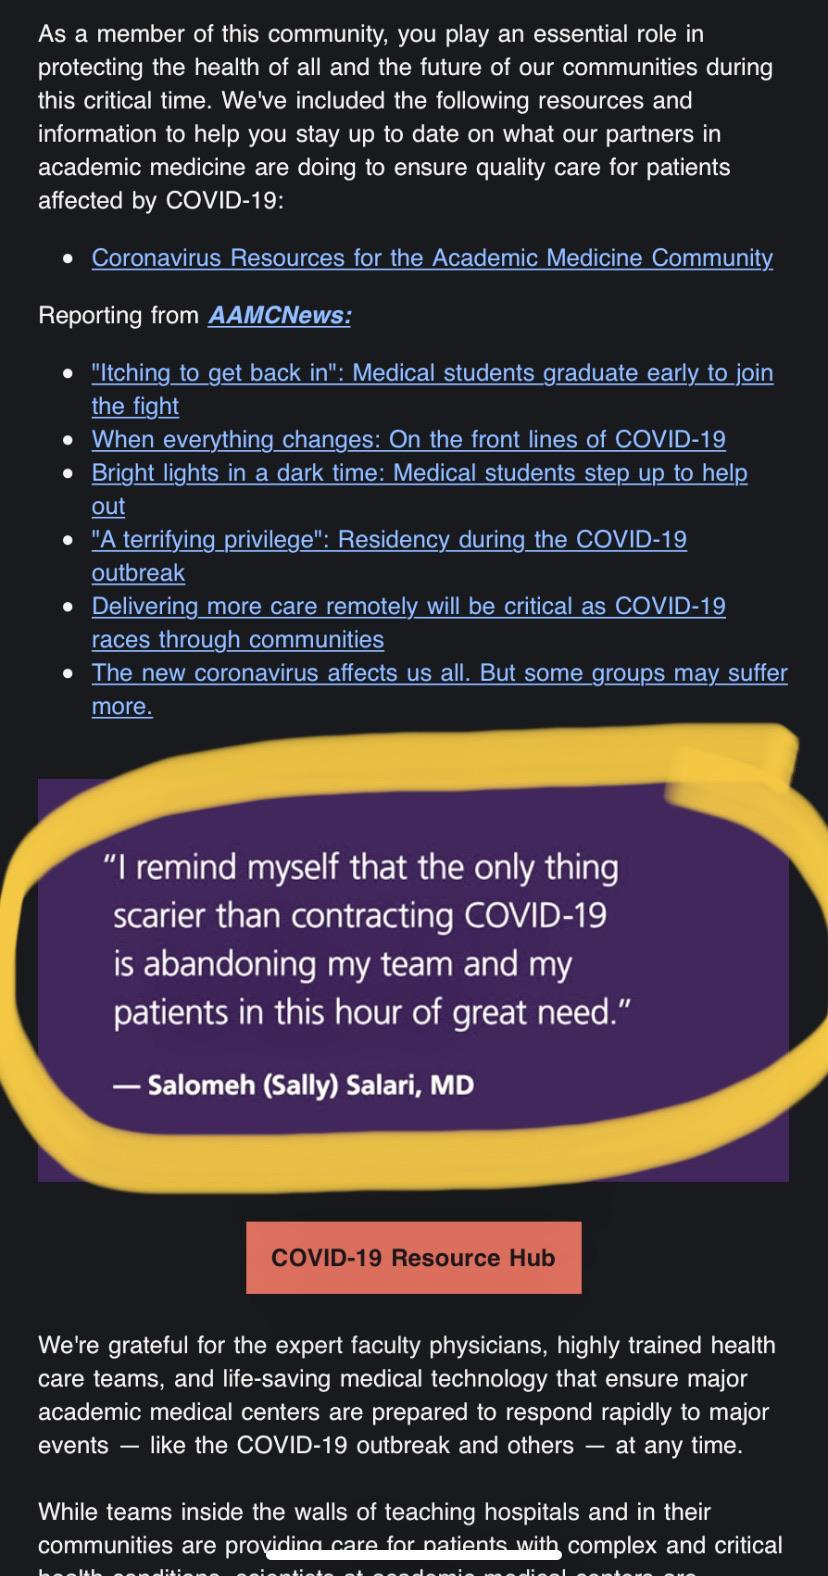 As a member of this community, you play an essential role in
protecting the health of all and the future of our communities during
this critical time. We've included the following resources and
information to help you stay up to date on what our partners in
academic medicine are doing to ensure quality care for patients
affected by COVID-19:
• Coronavirus Resources for the Academic Medicine Community
Reporting from AAMCNews:
• "Itching to get back in": Medical students graduate early to join
the fight
• When everything changes: On the front lines of COVID-19
• Bright lights in a dark time: Medical students step up to help
out
• "A terrifying privilege": Residency during the COVID-19
outbreak
• Delivering more care remotely will be critical as COVID-19
races through communities
• The new coronavirus affects us all. But some groups may suffer
more.
“I remind myself that the only thing
scarier than contracting COVID-19
is abandoning my team and my
patients in this hour of great need.”
— Salomeh (Sally) Salari, MD
COVID-19 Resource Hub
We're grateful for the expert faculty physicians, highly trained health
care teams, and life-saving medical technology that ensure major
academic medical centers are prepared to respond rapidly to major
events — like the COVID-19 outbreak and others — at any time.
While teams inside the walls of teaching hospitals and in their
communities are providing care for patients with complex and critical
health conditions, scientists at academic medical centers are